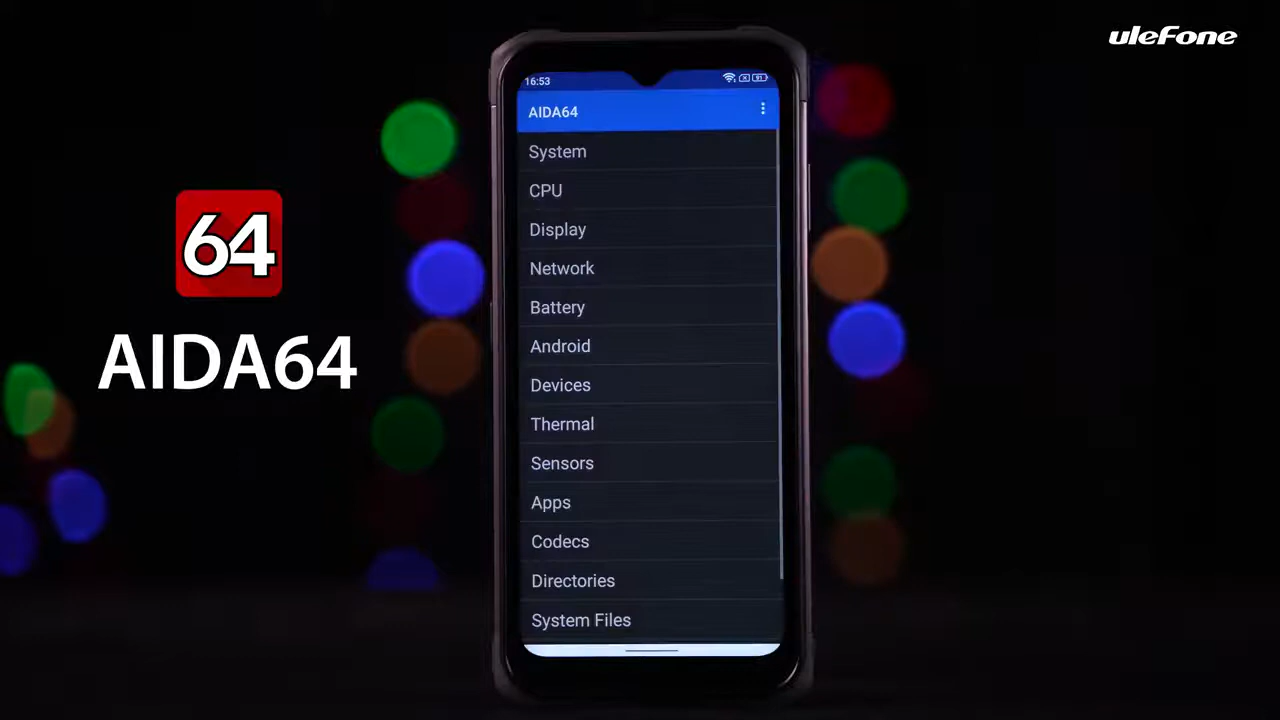 uleFone
16:53
91
AIDA64
System
CPU
Display
Network
Battery
Android
Devices
Thermal
Sensors
Apps
Codecs
Directories
System Files
64
AIDA64